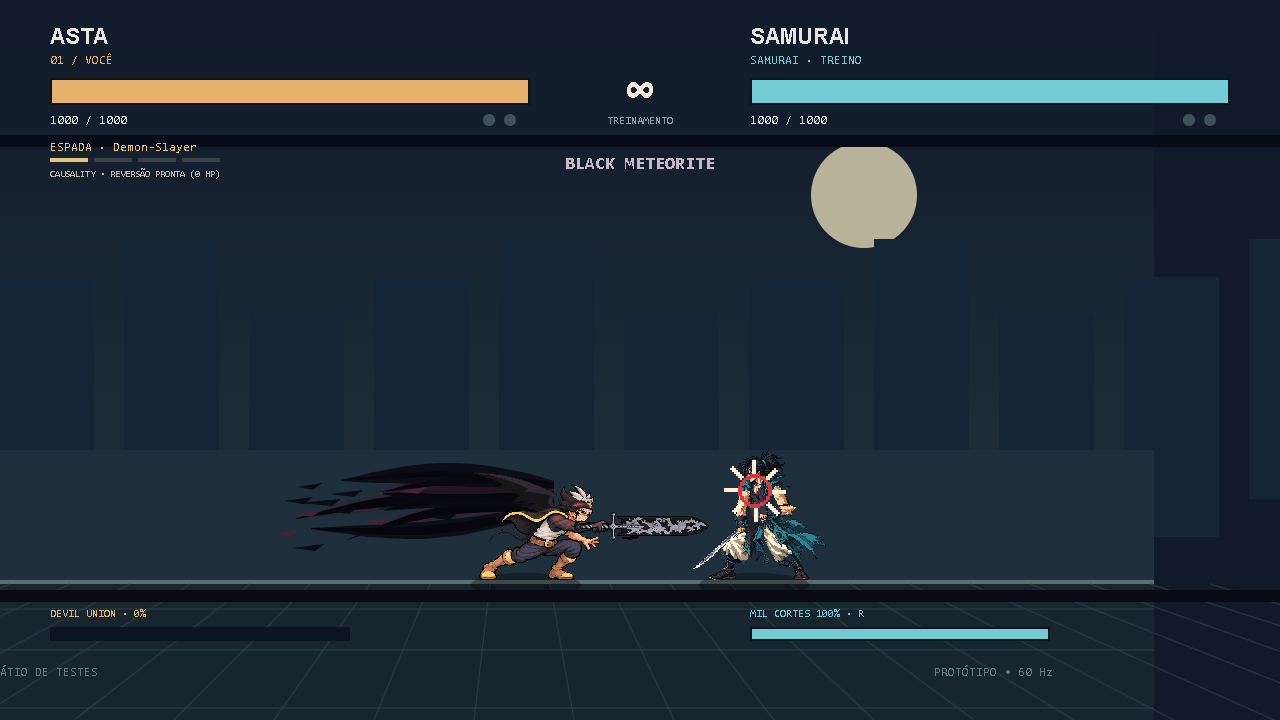 ASTA
01 / VOCÊ
1000 / 1000
ESPADA · Demon-Slayer
CAUSALITY · REVERSÃO PRONTA (0 HP)
∞
TREINAMENTO
BLACK METEORITE
SAMURAI
SAMURAI · TREINO
1000 / 1000
DEVIL UNION · 0%
MIL CORTES 100% · R
ÁTIO DE TESTES
PROTÓTIPO • 60 Hz